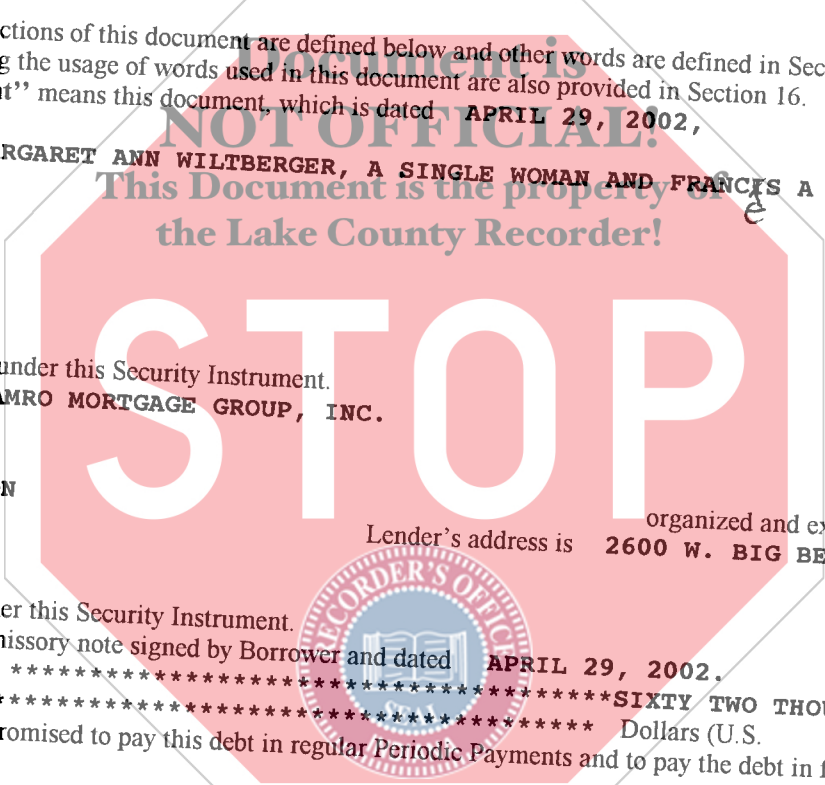 ctions of this document are defined below and other words are defined in Sec
g the usage of words used in this document are also provided in Section 16.
nt” means this document, which is dated APRIL 29, 2002,
Document is
NOT OFFICIAL!
RGARET ANN WILTBERGER, A SINGLE WOMAN AND FRANCIS A
e
This Document is the property of
the Lake County Recorder!
STOP
under this Security Instrument.
AMRO MORTGAGE GROUP, INC.
N
organized and ex
Lender’s address is 2600 W. BIG BE
RECORDER'S OFFICE
SEAL
er this Security Instrument.
missory note signed by Borrower and dated APRIL 29, 2002.
***************************************SIXTY TWO THOU
*************************************** Dollars (U.S.
romised to pay this debt in regular Periodic Payments and to pay the debt in f